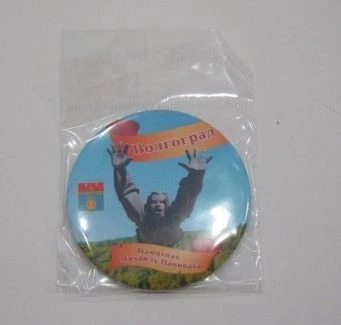 Волгоград
Памятник
Михаилу Паникахе